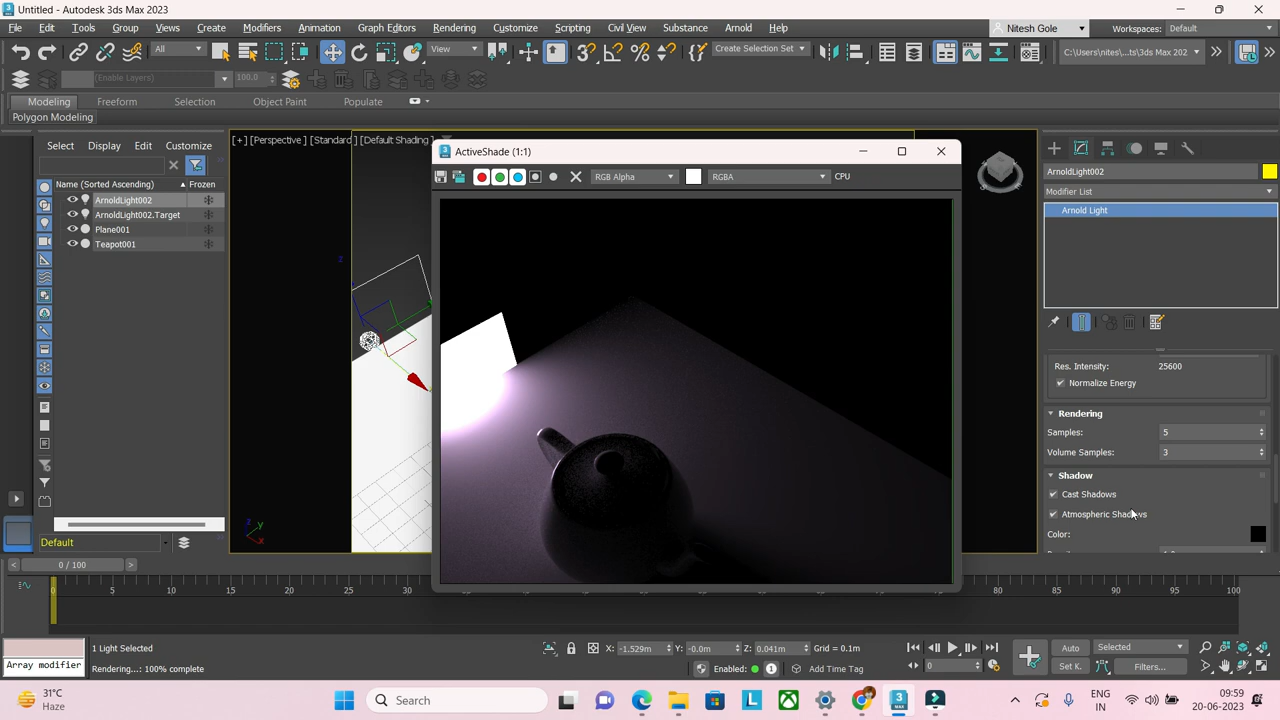 Untitled - Autodesk 3ds Max 2023
File Edit Tools Group Views Create Modifiers Animation Graph Editors Rendering Customize Scripting Civil View Substance Arnold Help Nitesh Gole Workspaces: Default
All View Create Selection Set C:\Users\nites\...ts\3ds Max 202
(Enable Layers) 100.0
Modeling Freeform Selection Object Paint Populate
Polygon Modeling
Select Display Edit Customize
Name (Sorted Ascending) Frozen
ArnoldLight002
ArnoldLight002.Target
Plane001
Teapot001
Default
[+] [Perspective ] [Standard ] [Default Shading ]
z
z y x
ActiveShade (1:1)
RGB Alpha RGBA CPU
ArnoldLight002
Modifier List
Arnold Light
Res. Intensity: 25600
Normalize Energy
Rendering
Samples: 5
Volume Samples: 3
Shadow
Cast Shadows
Atmospheric Shadows
Color:
0 / 100
0 5 10 15 20 25 30 80 85 90 95 100
1 Light Selected X: -1.529m Y: -0.0m Z: 0.041m Grid = 0.1m Auto Selected
Array modifier Rendering...: 100% complete Enabled: 1 Add Time Tag 0 Set K. Filters...
31°C
Haze
Search
ENG
IN
09:59
20-06-2023